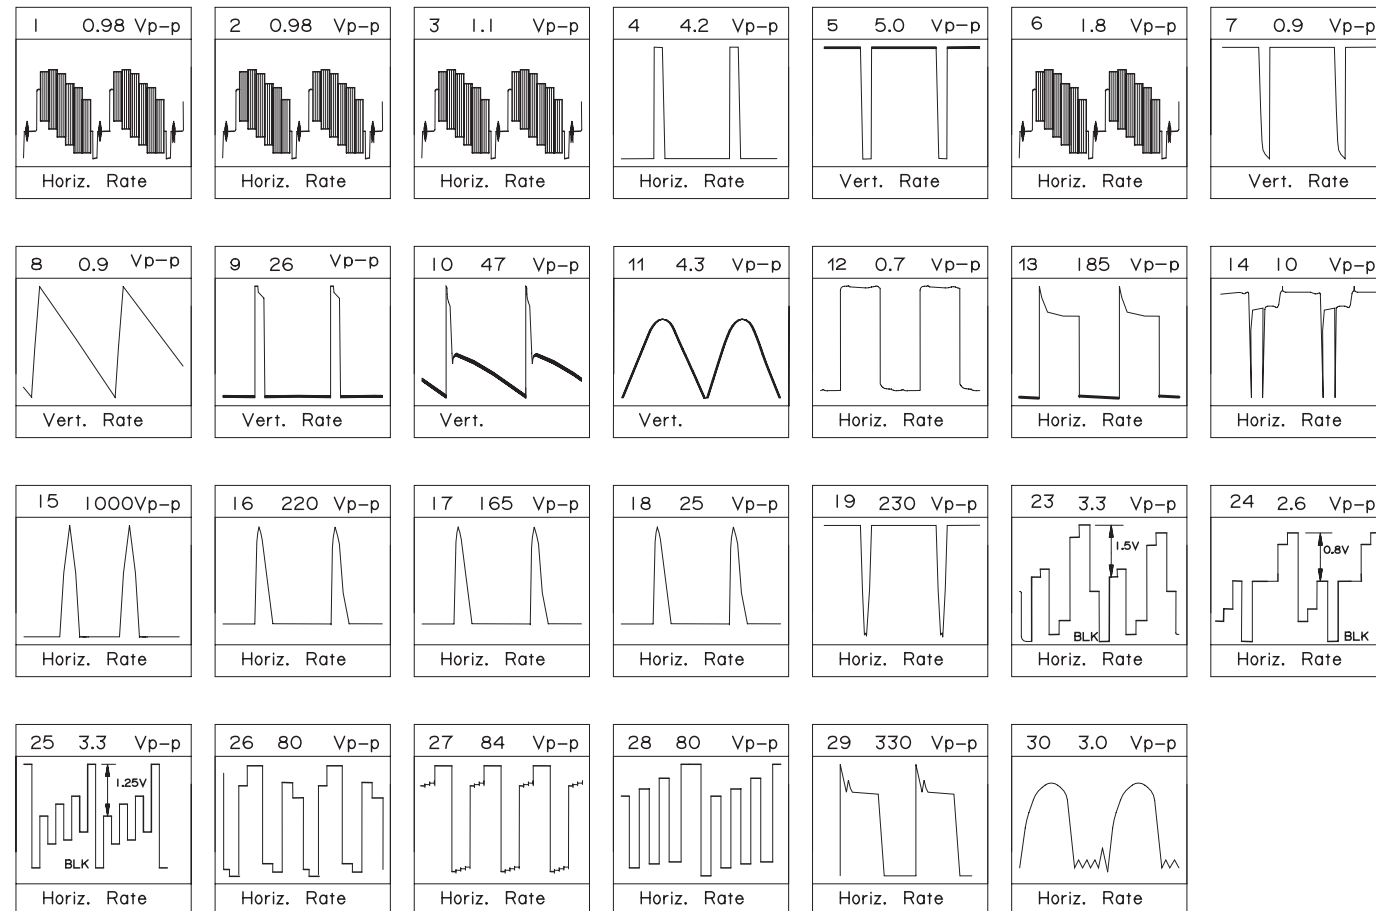 1 0.98 Vp-p
2 0.98 Vp-p
3 1.1 Vp-p
4 4.2 Vp-p
5 5.0 Vp-p
6 1.8 Vp-p
7 0.9 Vp-p
Horiz. Rate
Horiz. Rate
Horiz. Rate
Horiz. Rate
Vert. Rate
Horiz. Rate
Vert. Rate
8 0.9 Vp-p
9 26 Vp-p
10 47 Vp-p
11 4.3 Vp-p
12 0.7 Vp-p
13 185 Vp-p
14 10 Vp-p
Vert. Rate
Vert. Rate
Vert.
Vert.
Horiz. Rate
Horiz. Rate
Horiz. Rate
15 1000Vp-p
16 220 Vp-p
17 165 Vp-p
18 25 Vp-p
19 230 Vp-p
23 3.3 Vp-p
24 2.6 Vp-p
1.5V
0.8V
BLK
BLK
Horiz. Rate
Horiz. Rate
Horiz. Rate
Horiz. Rate
Horiz. Rate
Horiz. Rate
Horiz. Rate
25 3.3 Vp-p
26 80 Vp-p
27 84 Vp-p
28 80 Vp-p
29 330 Vp-p
30 3.0 Vp-p
1.25V
BLK
Horiz. Rate
Horiz. Rate
Horiz. Rate
Horiz. Rate
Horiz. Rate
Horiz. Rate